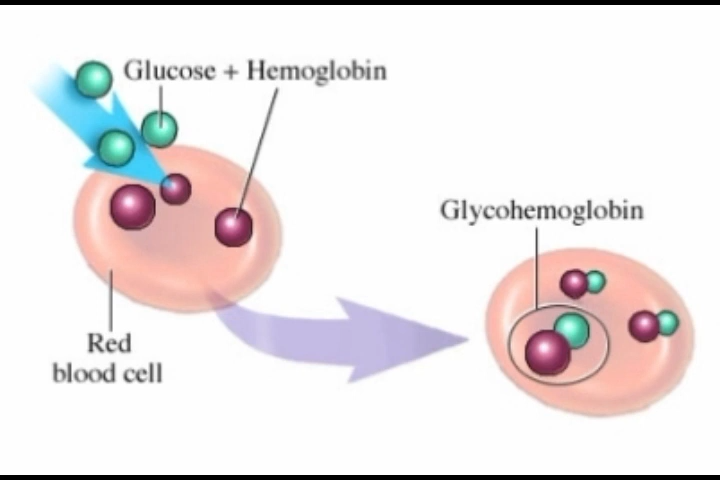 Glucose + Hemoglobin
Glycohemoglobin
Red
blood cell